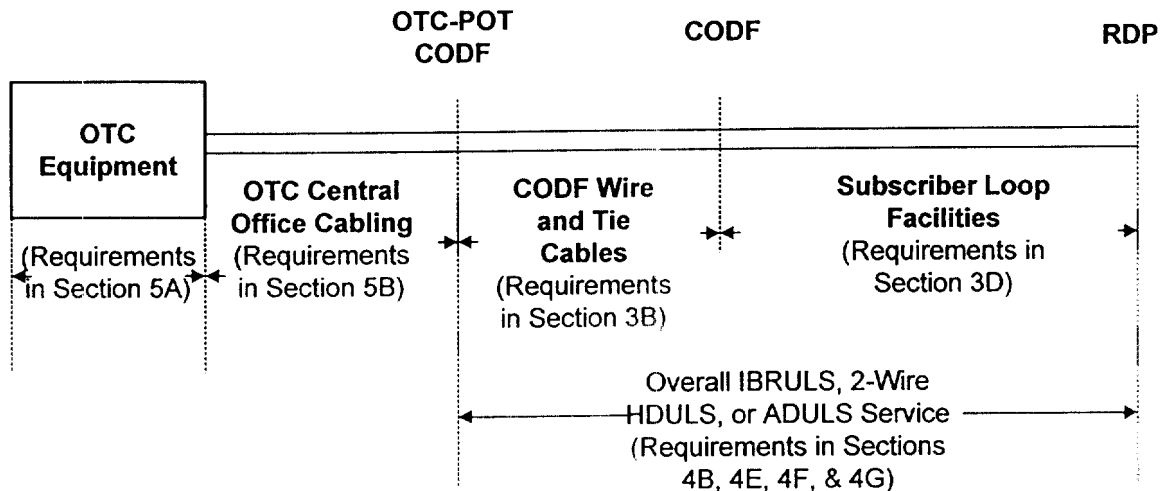 OTC-POT
CODF
CODF
RDP
OTC
Equipment
(Requirements
in Section 5A)
OTC Central
Office Cabling
(Requirements
in Section 5B)
CODF Wire
and Tie
Cables
(Requirements
in Section 3B)
Subscriber Loop
Facilities
(Requirements in
Section 3D)
Overall IBRULS, 2-Wire
HDULS, or ADULS Service
(Requirements in Sections
4B, 4E, 4F, & 4G)